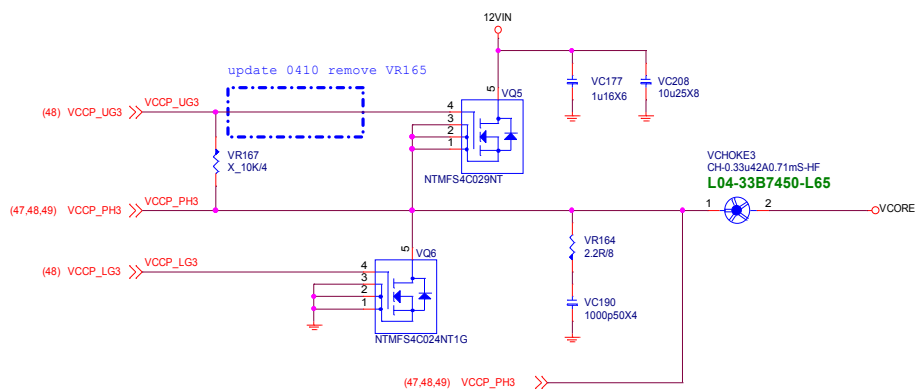 12VIN
update 0410 remove VR165
VC177
1u16X6
VC208
10u25X8
5
VQ5
(48) VCCP_UG3
VCCP_UG3
4
3
2
1
NTMFS4C029NT
VR167
X_10K/4
VCHOKE3
CH-0.33u42A0.71mS-HF
L04-33B7450-L65
(47,48,49) VCCP_PH3
VCCP_PH3
1
2
VCORE
5
VQ6
VR164
2.2R/8
(48) VCCP_LG3
VCCP_LG3
4
3
2
1
VC190
1000p50X4
NTMFS4C024NT1G
(47,48,49) VCCP_PH3